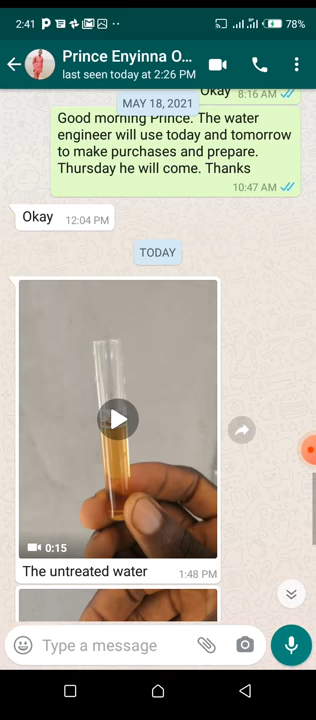 2:41 78%
Prince Enyinna O...
last seen today at 2:26 PM
Okay 8:16 AM
MAY 18, 2021
Good morning Prince. The water
engineer will use today and tomorrow
to make purchases and prepare.
Thursday he will come. Thanks
10:47 AM
Okay 12:04 PM
TODAY
0:15
The untreated water 1:48 PM
Type a message